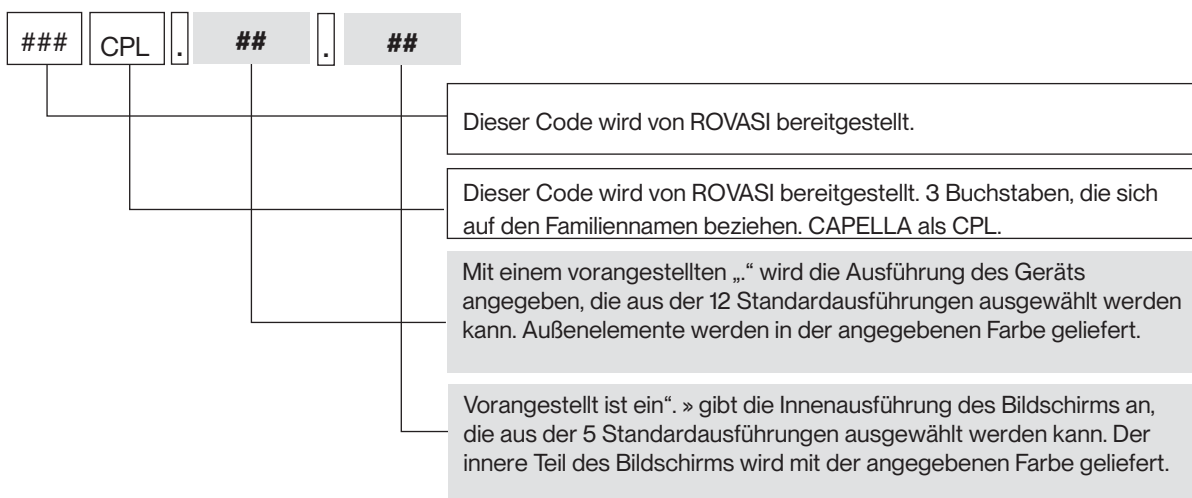 ### CPL . ## . ##
Dieser Code wird von ROVASI bereitgestellt.
Dieser Code wird von ROVASI bereitgestellt. 3 Buchstaben, die sich
auf den Familiennamen beziehen. CAPELLA als CPL.
Mit einem vorangestellten „.“ wird die Ausführung des Geräts
angegeben, die aus der 12 Standardausführungen ausgewählt werden
kann. Außenelemente werden in der angegebenen Farbe geliefert.
Vorangestellt ist ein“. » gibt die Innenausführung des Bildschirms an,
die aus der 5 Standardausführungen ausgewählt werden kann. Der
innere Teil des Bildschirms wird mit der angegebenen Farbe geliefert.